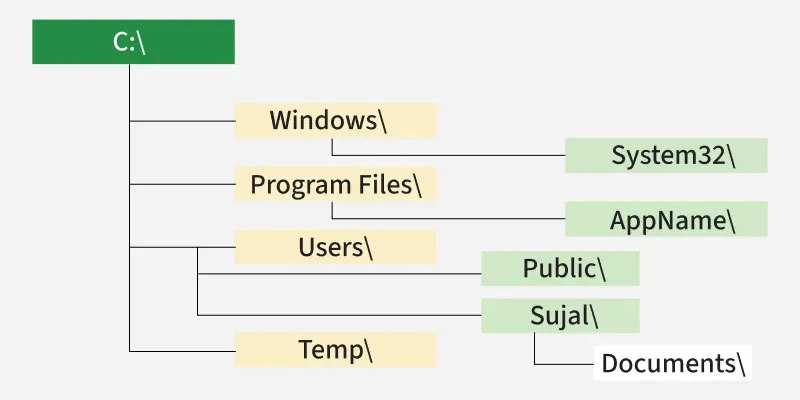 C:\
Windows\
System32\
Program Files\
AppName\
Users\
Public\
Sujal\
Temp\
Documents\